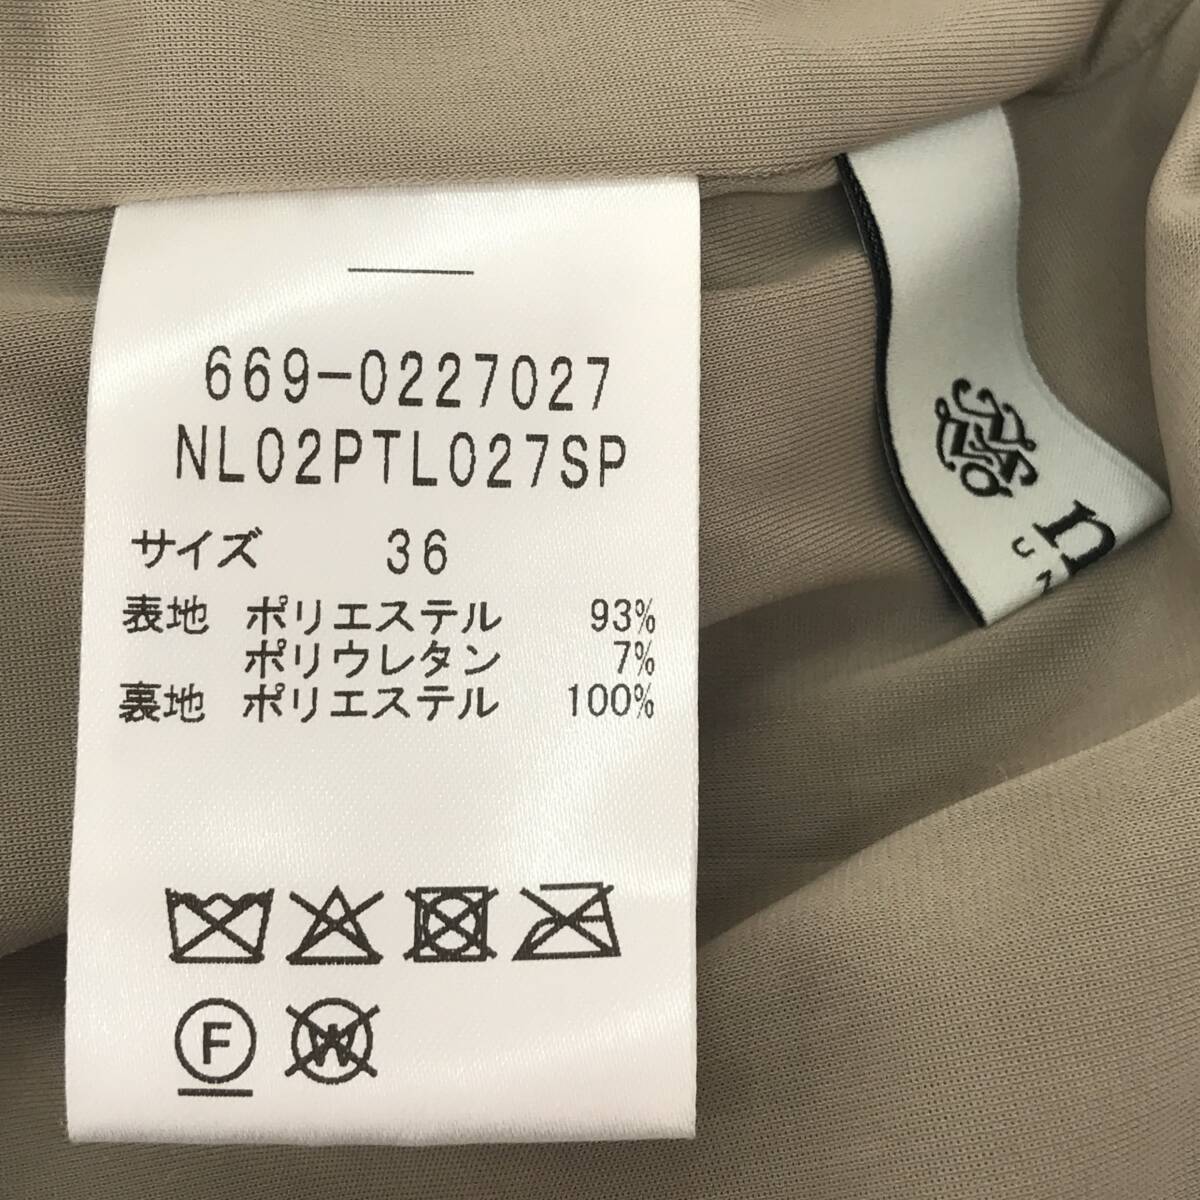 669-0227027
NL02PTL027SP
サイズ 36
表地 ポリエステル 93%
ポリウレタン 7%
裏地 ポリエステル 100%
F
W